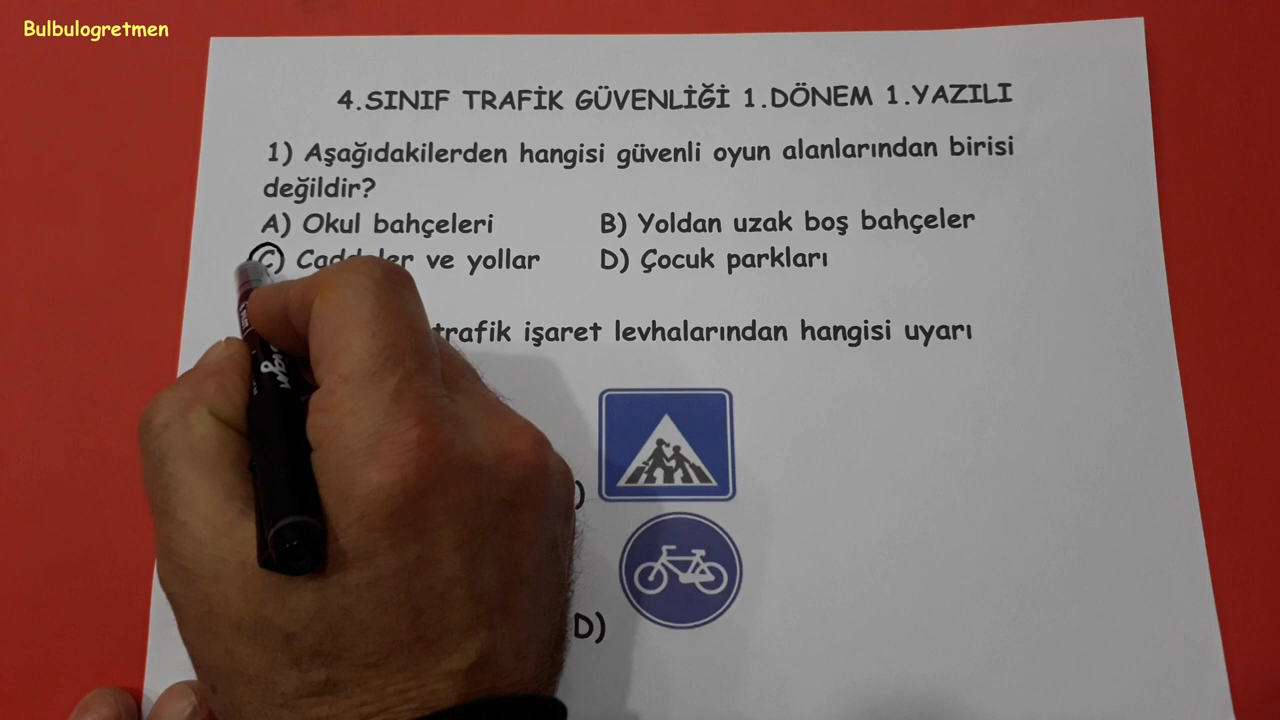 Bulbulogretmen
4.SINIF TRAFİK GÜVENLİĞİ 1.DÖNEM 1.YAZILI
1) Aşağıdakilerden hangisi güvenli oyun alanlarından birisi
değildir?
A) Okul bahçeleri B) Yoldan uzak boş bahçeler
C) Caddeler ve yollar D) Çocuk parkları
trafik işaret levhalarından hangisi uyarı
)
D)